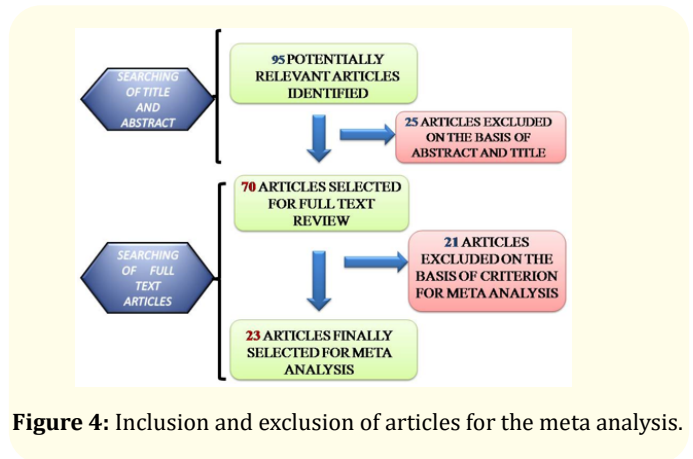 SEARCHING
OF TITLE
AND
ABSTRACT
95 POTENTIALLY
RELEVANT ARTICLES
IDENTIFIED
25 ARTICLES EXCLUDED
ON THE BASIS OF
ABSTRACT AND TITLE
70 ARTICLES SELECTED
FOR FULL TEXT
REVIEW
SEARCHING
OF FULL
TEXT
ARTICLES
21 ARTICLES
EXCLUDED ON THE
BASIS OF CRITERION
FOR META ANALYSIS
23 ARTICLES FINALLY
SELECTED FOR META
ANALYSIS
Figure 4: Inclusion and exclusion of articles for the meta analysis.